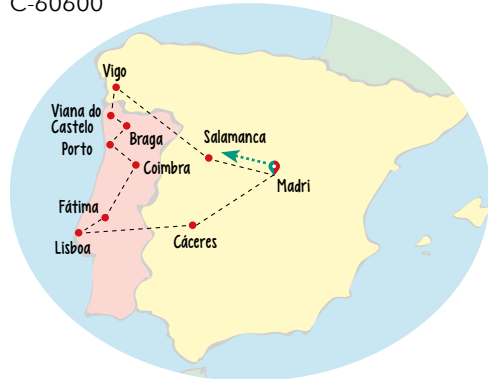 C-60600
Vigo
Viana do
Castelo
Braga
Porto
Salamanca
Coimbra
Madri
Fátima
Lisboa
Cáceres